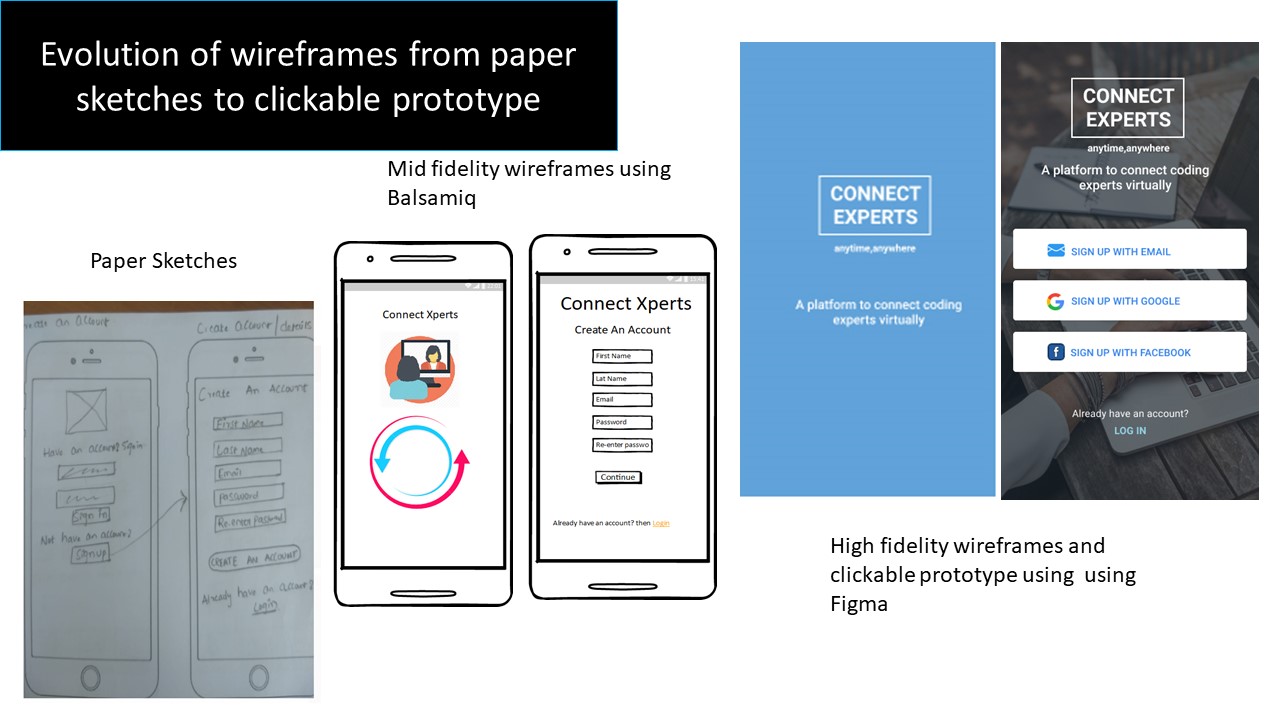 Evolution of wireframes from paper
sketches to clickable prototype
Mid fidelity wireframes using
Balsamiq
Paper Sketches
Create an Account
Have an account? Sign in
Sign In
Not have an account?
Signup
Create Account/details
Create An Account
First Name
Last Name
Email
Password
Re-enter Password
CREATE AN ACCOUNT
Already have an account?
Login
Connect Xperts
Connect Xperts
Create An Account
First Name
Lat Name
Email
Password
Re-enter passwo
Continue
Already have an account? then Login
CONNECT
EXPERTS
anytime,anywhere
A platform to connect coding
experts virtually
CONNECT
EXPERTS
anytime,anywhere
A platform to connect coding
experts virtually
SIGN UP WITH EMAIL
SIGN UP WITH GOOGLE
SIGN UP WITH FACEBOOK
Already have an account?
LOG IN
High fidelity wireframes and
clickable prototype using  using
Figma